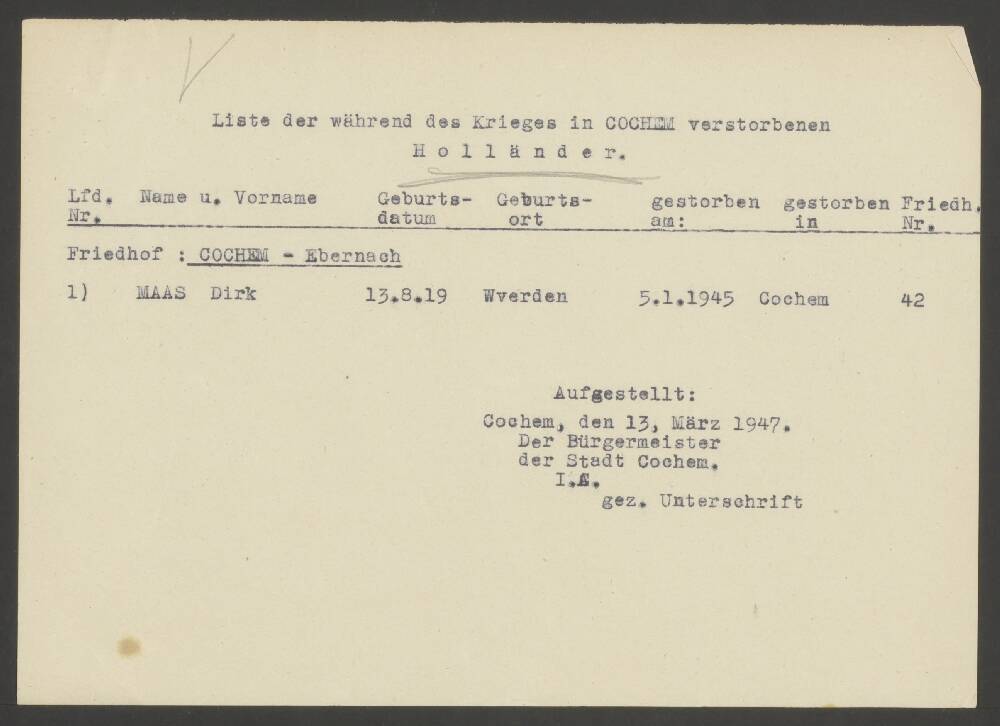 Liste der während des Krieges in COCHEM verstorbenen
Holländer.
Lfd. Name u. Vorname Geburts- Geburts- gestorben gestorben Friedh.
Nr. datum ort am: in Nr.
Friedhof : COCHEM - Ebernach
1) MAAS Dirk 13.8.19 Wverden 5.1.1945 Cochem 42
Aufgestellt:
Cochem, den 13, März 1947.
Der Bürgermeister
der Stadt Cochem.
I.A.
gez. Unterschrift